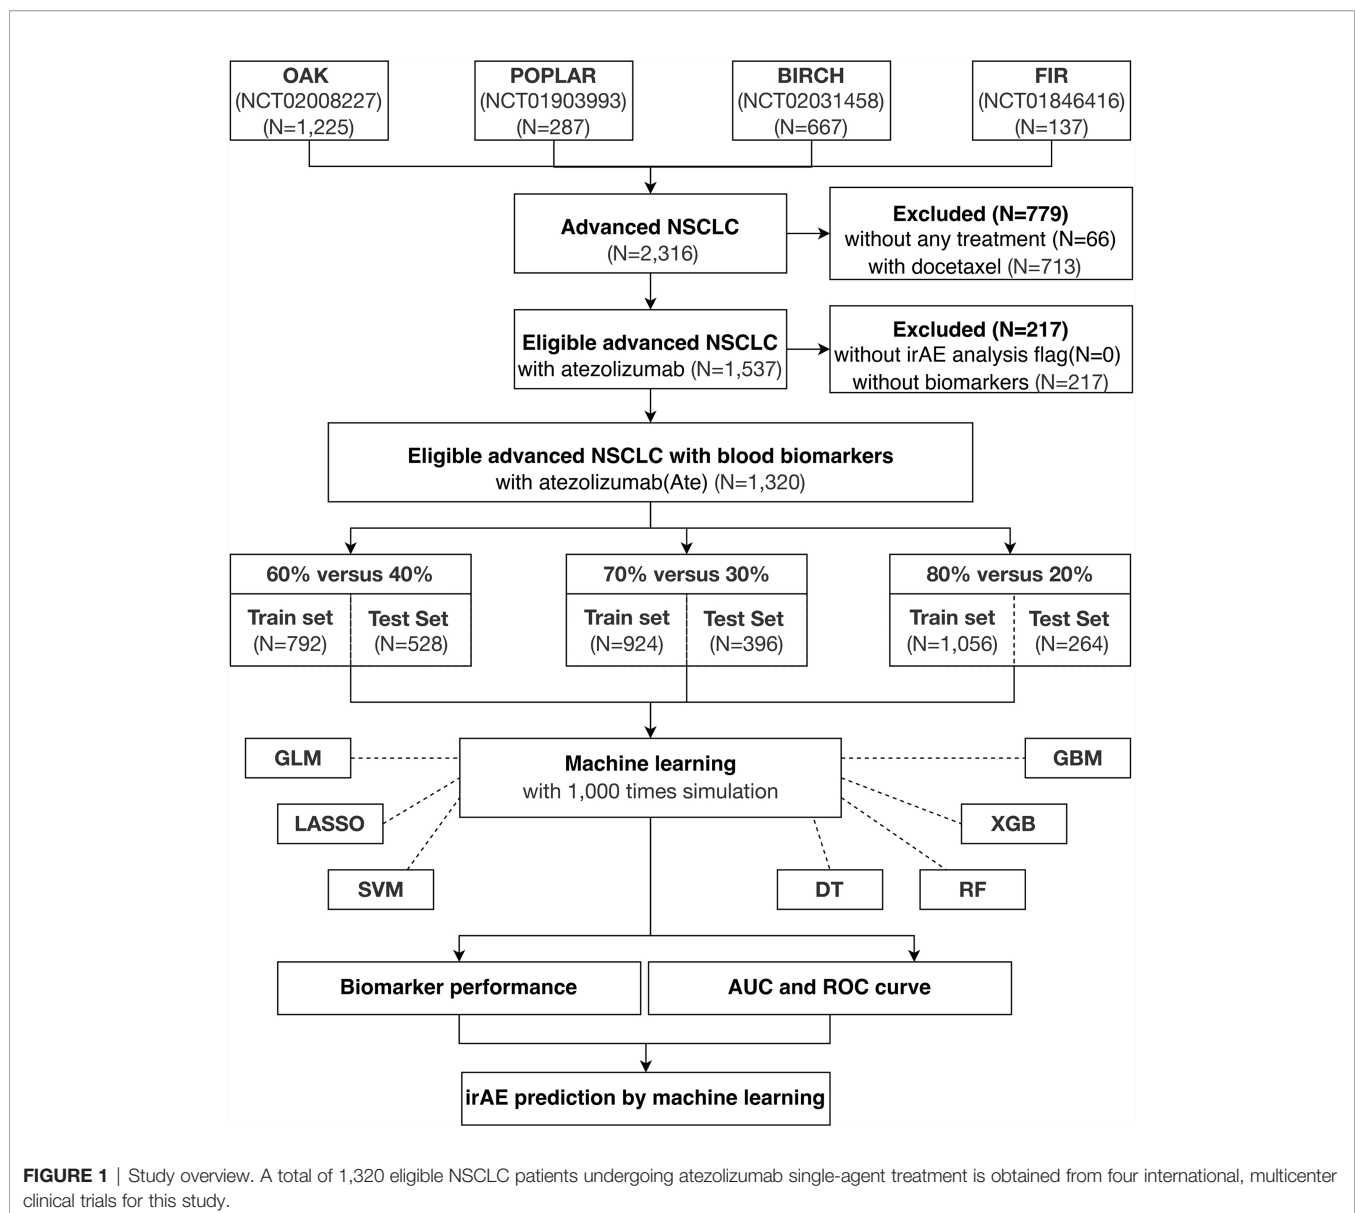 OAK
(NCT02008227)
(N=1,225)
POPLAR
(NCT01903993)
(N=287)
BIRCH
(NCT02031458)
(N=667)
FIR
(NCT01846416)
(N=137)
Advanced NSCLC
(N=2,316)
Excluded (N=779)
without any treatment (N=66)
with docetaxel (N=713)
Eligible advanced NSCLC
with atezolizumab (N=1,537)
Excluded (N=217)
without irAE analysis flag(N=0)
without biomarkers (N=217)
Eligible advanced NSCLC with blood biomarkers
with atezolizumab(Ate) (N=1,320)
60% versus 40%
Train set
(N=792)
Test Set
(N=528)
70% versus 30%
Train set
(N=924)
Test Set
(N=396)
80% versus 20%
Train set
(N=1,056)
Test Set
(N=264)
Machine learning
with 1,000 times simulation
GLM
LASSO
SVM
GBM
XGB
RF
DT
Biomarker performance
AUC and ROC curve
irAE prediction by machine learning
FIGURE 1 | Study overview. A total of 1,320 eligible NSCLC patients undergoing atezolizumab single-agent treatment is obtained from four international, multicenter
clinical trials for this study.